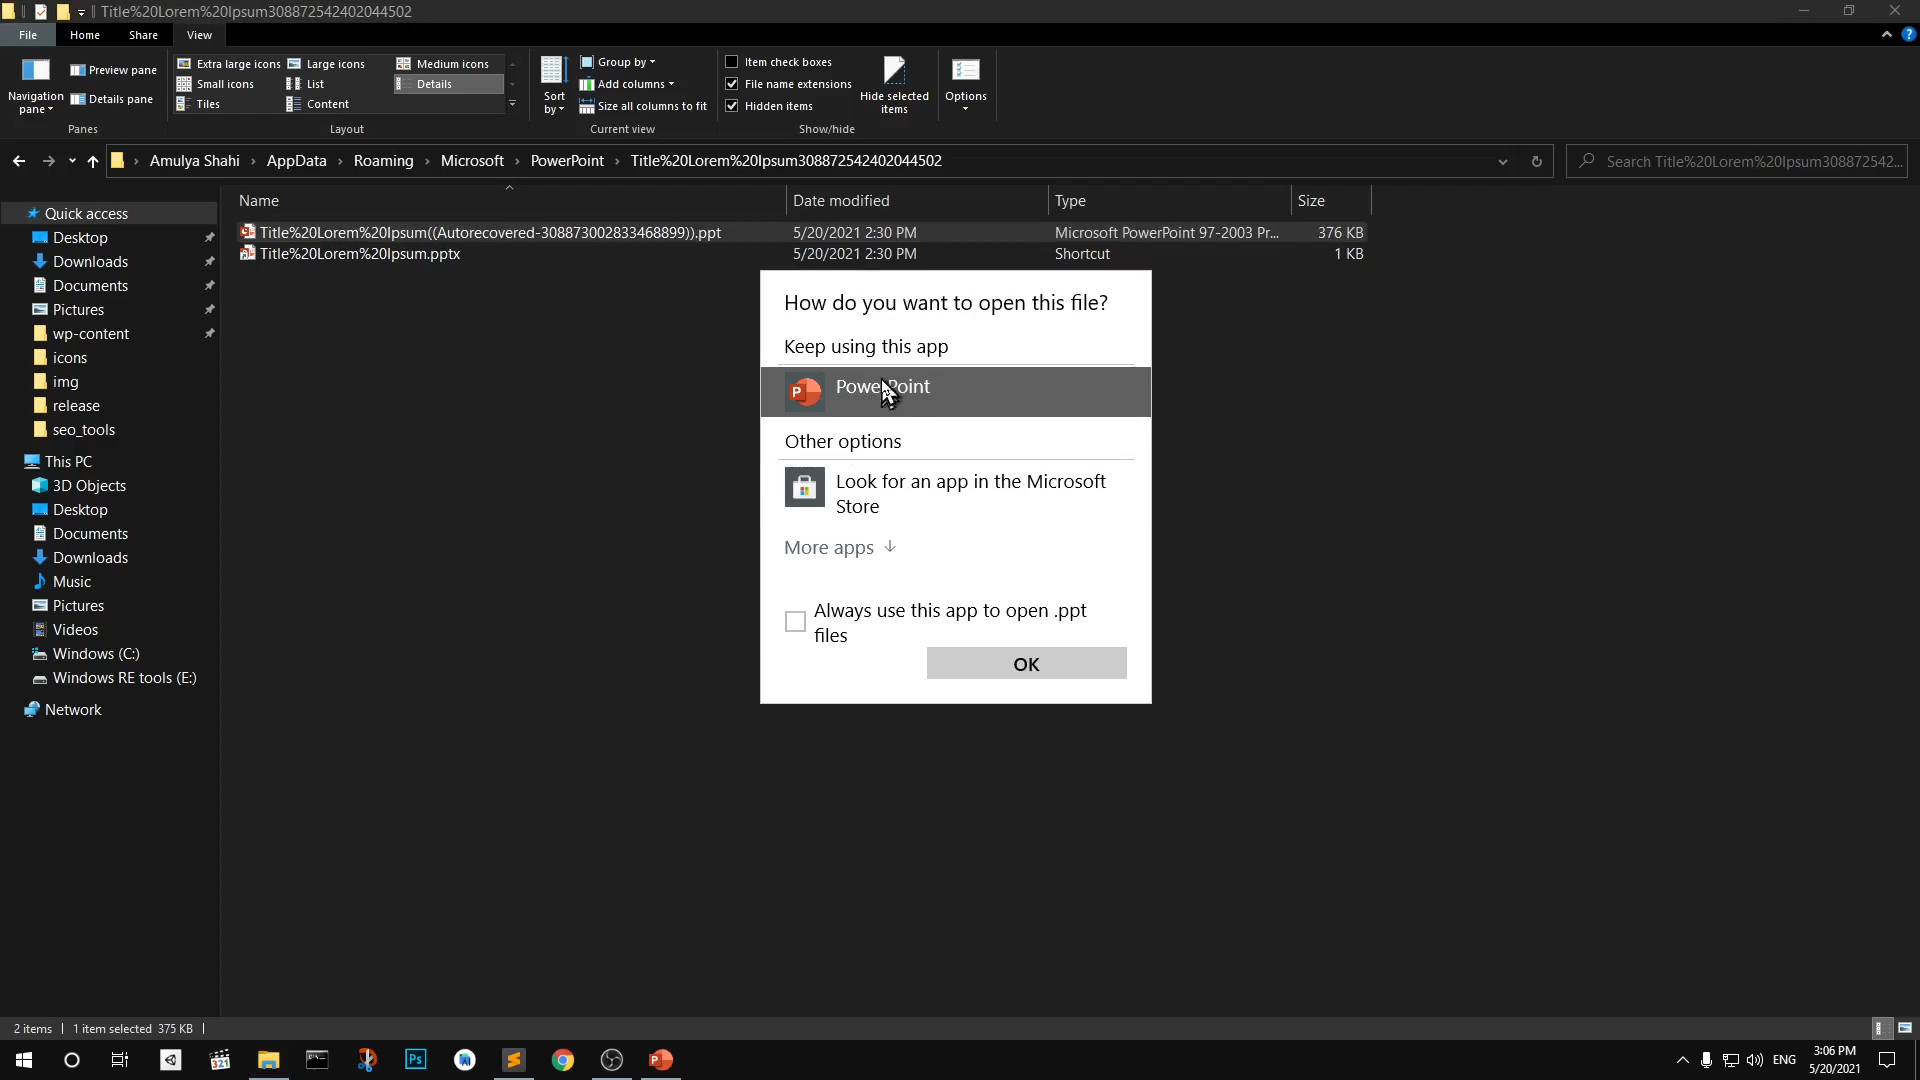 Title%20Lorem%20Ipsum308872542402044502
File Home Share View
Navigation pane
Preview pane
Details pane
Panes
Extra large icons Large icons Medium icons
Small icons List Details
Tiles Content
Layout
Sort by
Group by
Add columns
Size all columns to fit
Current view
Item check boxes
File name extensions
Hidden items
Hide selected items
Show/hide
Options
Amulya Shahi › AppData › Roaming › Microsoft › PowerPoint › Title%20Lorem%20Ipsum308872542402044502
Search Title%20Lorem%20Ipsum308872542...
Name Date modified Type Size
Title%20Lorem%20Ipsum((Autorecovered-308873002833468899)).ppt 5/20/2021 2:30 PM Microsoft PowerPoint 97-2003 Pr... 376 KB
Title%20Lorem%20Ipsum.pptx 5/20/2021 2:30 PM Shortcut 1 KB
Quick access
Desktop
Downloads
Documents
Pictures
wp-content
icons
img
release
seo_tools
This PC
3D Objects
Desktop
Documents
Downloads
Music
Pictures
Videos
Windows (C:)
Windows RE tools (E:)
Network
How do you want to open this file?
Keep using this app
P
PowerPoint
Other options
Look for an app in the Microsoft
Store
More apps
Always use this app to open .ppt
files
OK
2 items 1 item selected 375 KB
321
Ps
P
ENG
3:06 PM
5/20/2021